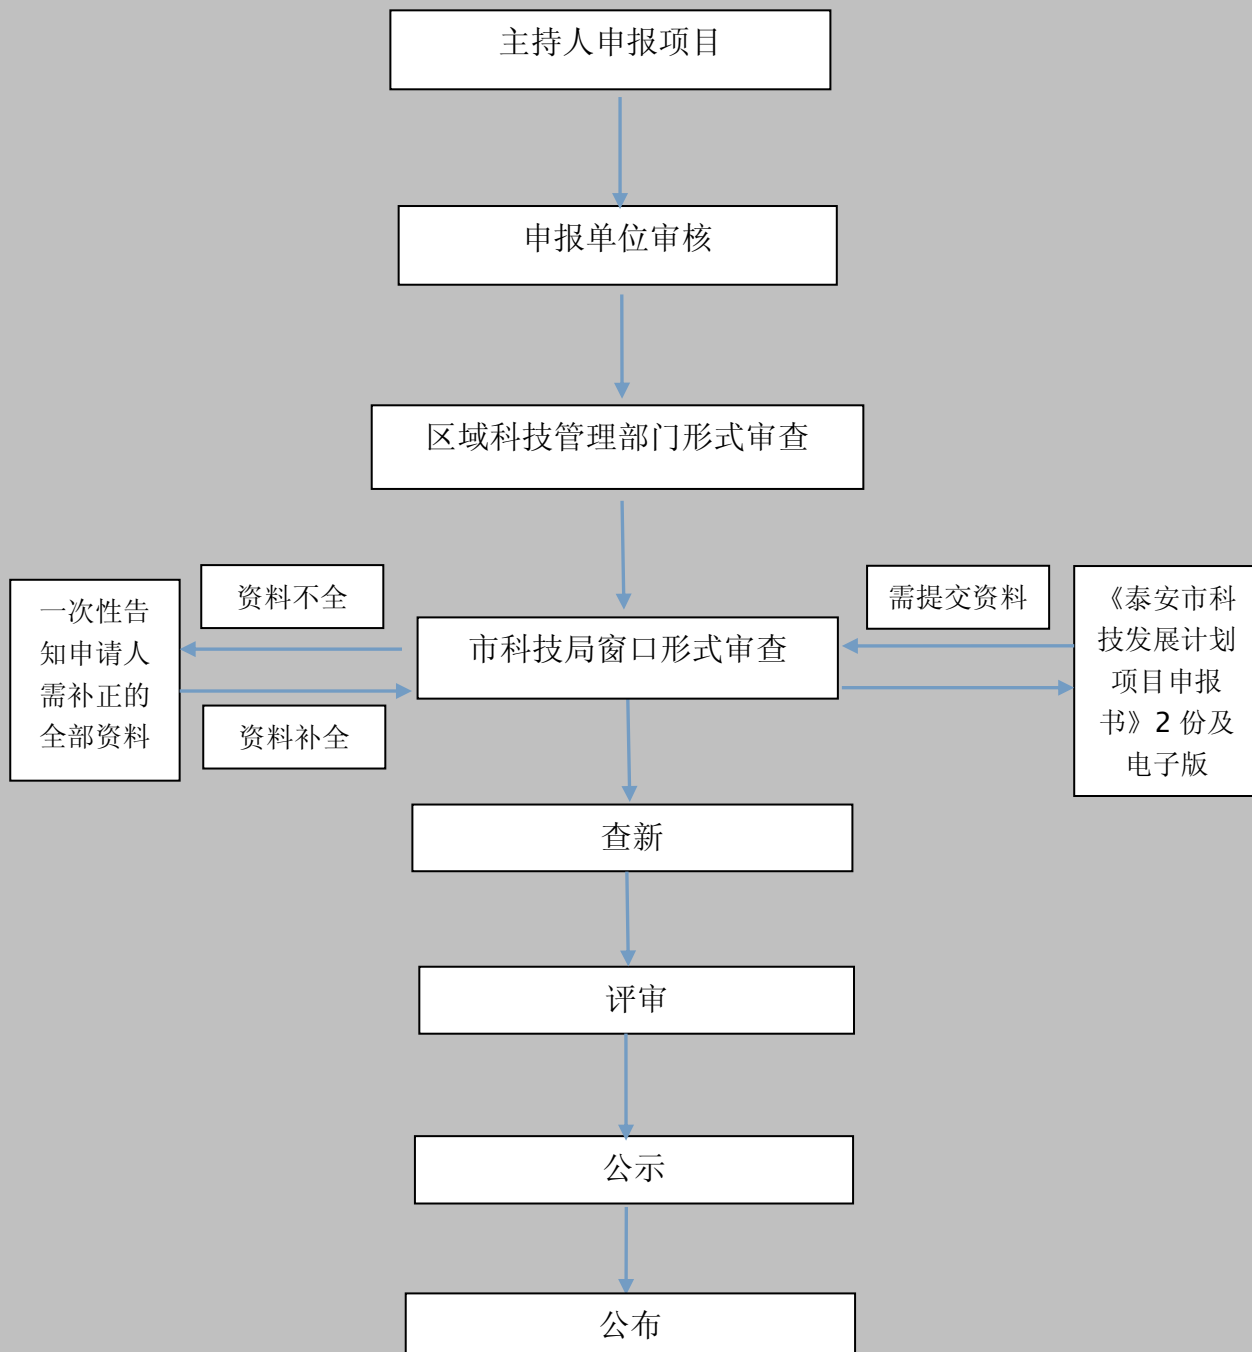 主持人申报项目
申报单位审核
区域科技管理部门形式审查
资料不全
一次性告
知申请人
需补正的
全部资料
资料补全
市科技局窗口形式审查
需提交资料
《泰安市科
技发展计划
项目申报
书》2 份及
电子版
查新
评审
公示
公布